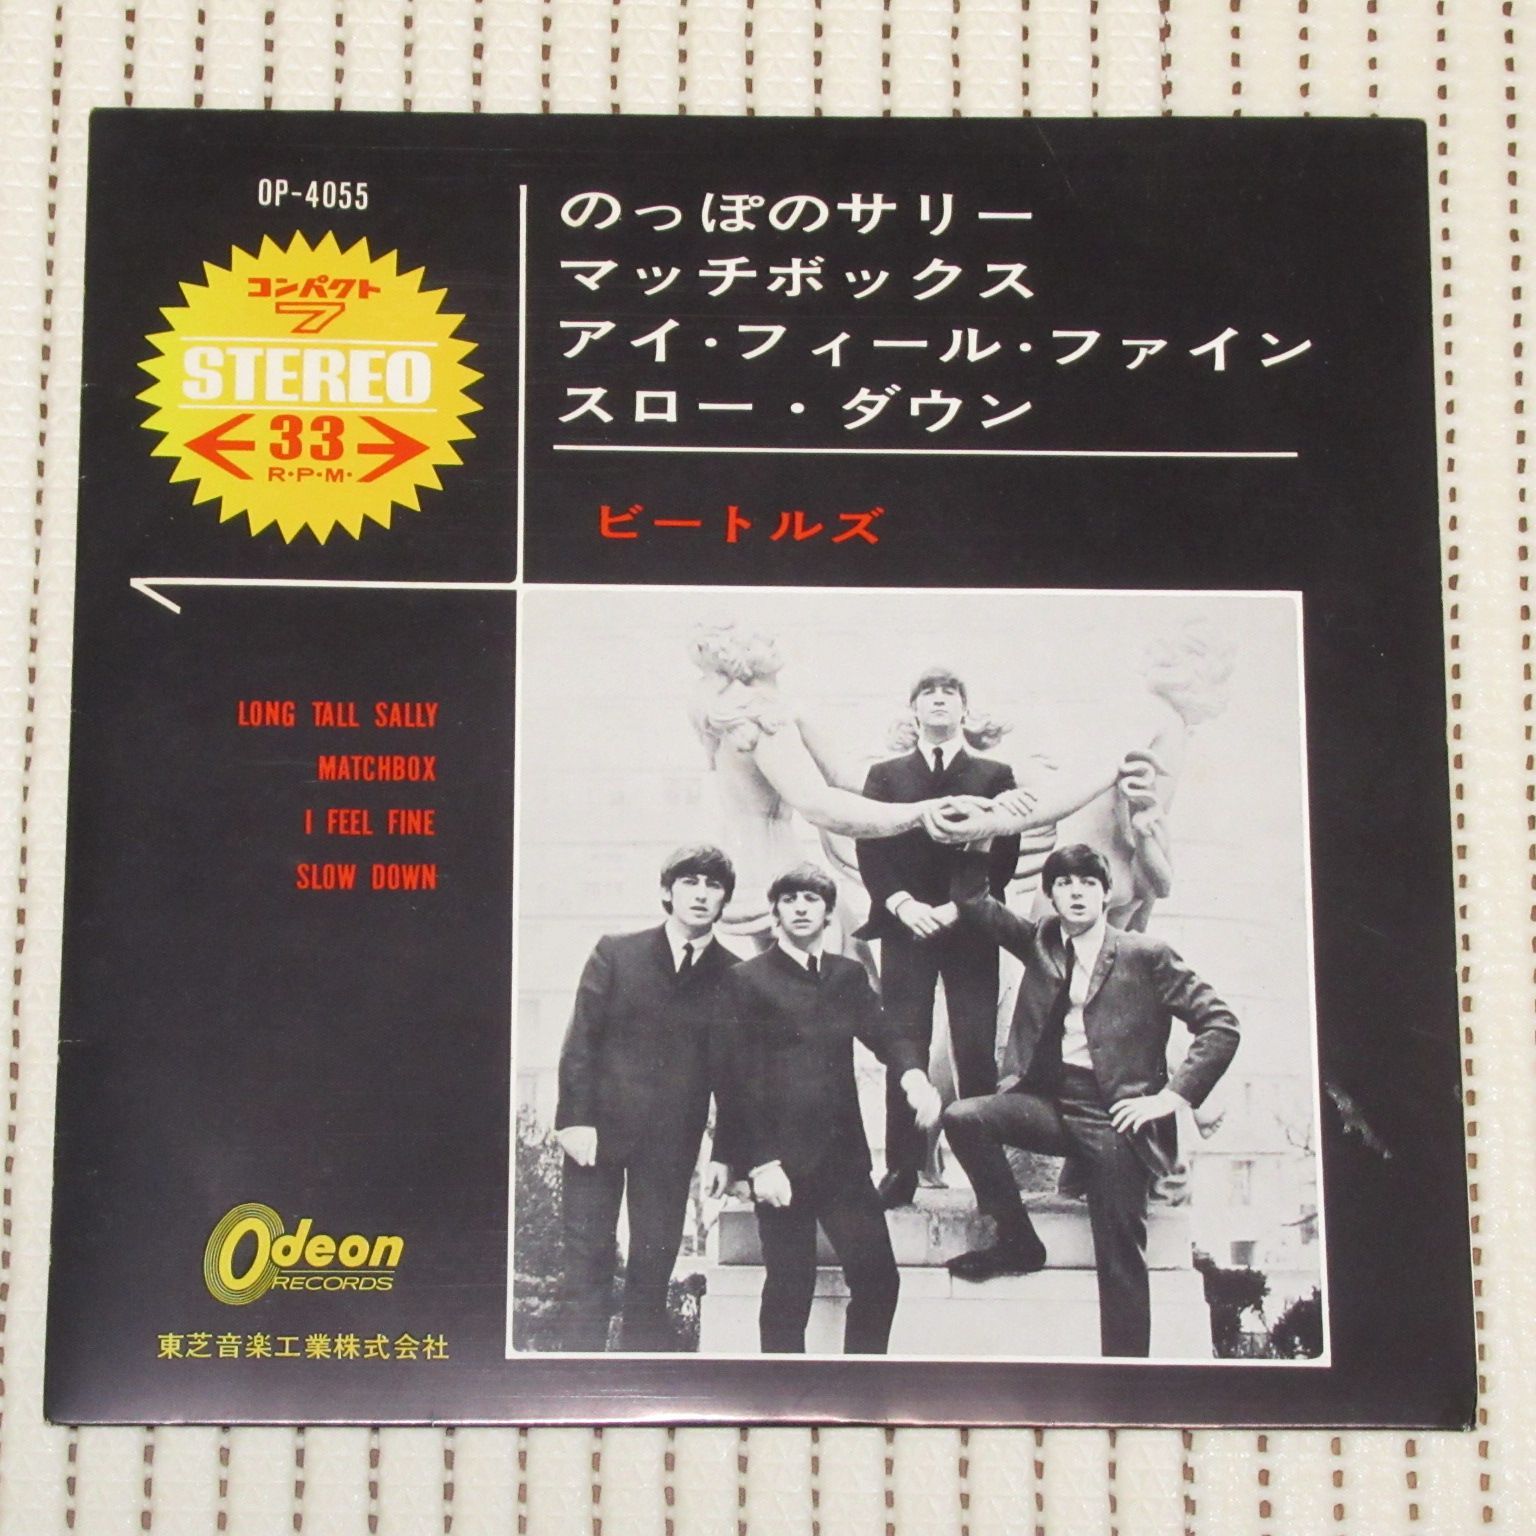 OP-4055
コンパクト
7
STEREO
33
R・P・M・
のっぽのサリー
マッチボックス
アイ・フィール・ファイン
スロー・ダウン
ビートルズ
LONG TALL SALLY
MATCHBOX
I FEEL FINE
SLOW DOWN
Odeon
RECORDS
東芝音楽工業株式会社